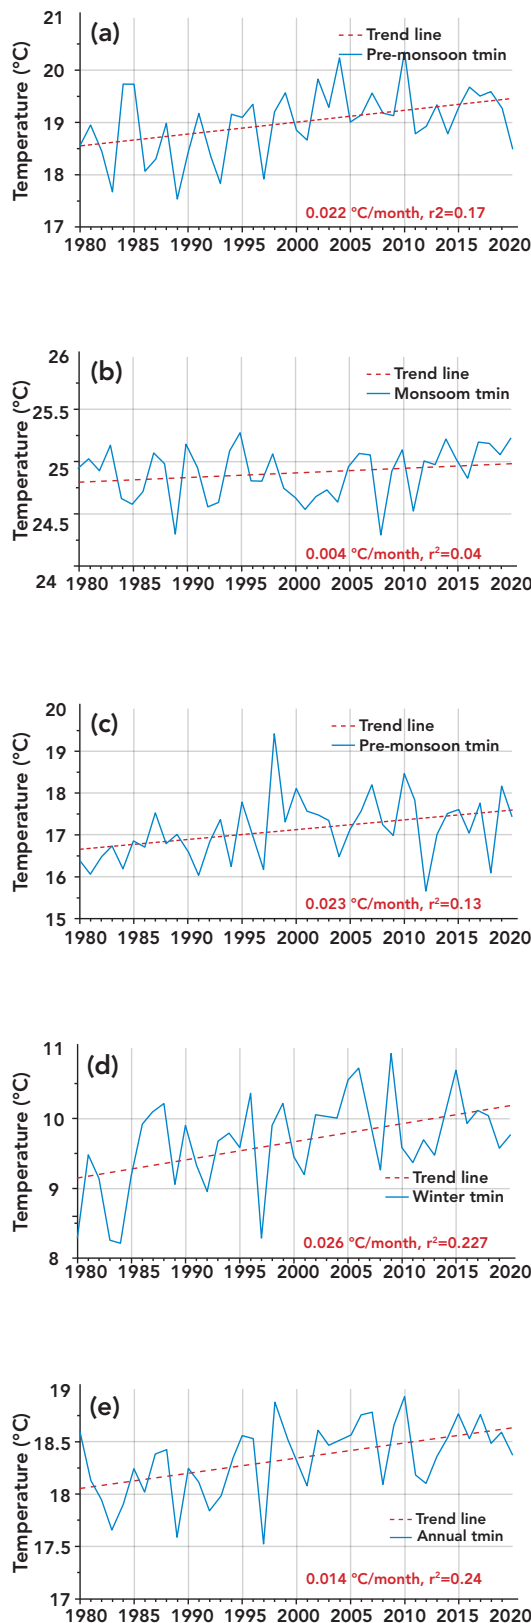 (a)
Trend line
Pre-monsoon tmin
Temperature (°C)
21
20
19
18
17
0.022 °C/month, r2=0.17
1980 1985 1990 1995 2000 2005 2010 2015 2020
(b)
Trend line
Monsoom tmin
Temperature (°C)
26
25.5
25
24.5
24
0.004 °C/month, r²=0.04
1980 1985 1990 1995 2000 2005 2010 2015 2020
(c)
Trend line
Pre-monsoon tmin
Temperature (°C)
20
19
18
17
16
15
0.023 °C/month, r²=0.13
1980 1985 1990 1995 2000 2005 2010 2015 2020
(d)
Temperature (°C)
11
10
9
8
Trend line
Winter tmin
0.026 °C/month, r²=0.227
1980 1985 1990 1995 2000 2005 2010 2015 2020
(e)
Temperature (°C)
19
18.5
18
17.5
17
Trend line
Annual tmin
0.014 °C/month, r²=0.24
1980 1985 1990 1995 2000 2005 2010 2015 2020